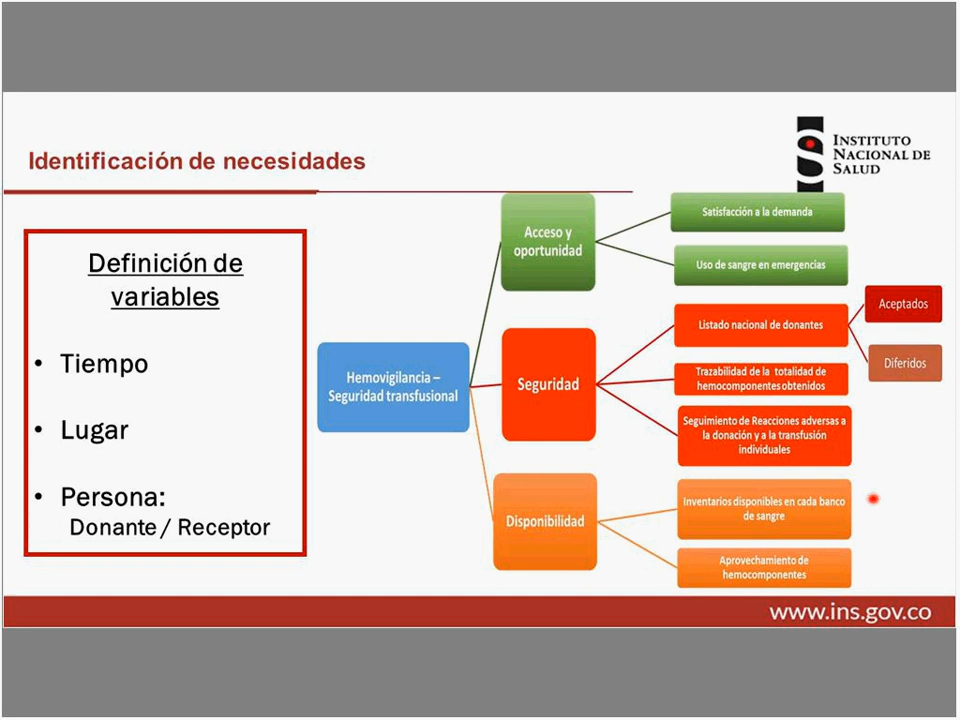 Identificación de necesidades
INSTITUTO
NACIONAL DE
SALUD
Definición de
variables
• Tiempo
• Lugar
• Persona:
Donante / Receptor
Hemovigilancia –
Seguridad transfusional
Acceso y
oportunidad
Satisfacción a la demanda
Uso de sangre en emergencias
Seguridad
Listado nacional de donantes
Aceptados
Diferidos
Trazabilidad de la totalidad de
hemocomponentes obtenidos
Seguimiento de Reacciones adversas a
la donación y a la transfusión
individuales
Disponibilidad
Inventarios disponibles en cada banco
de sangre
Aprovechamiento de
hemocomponentes
www.ins.gov.co